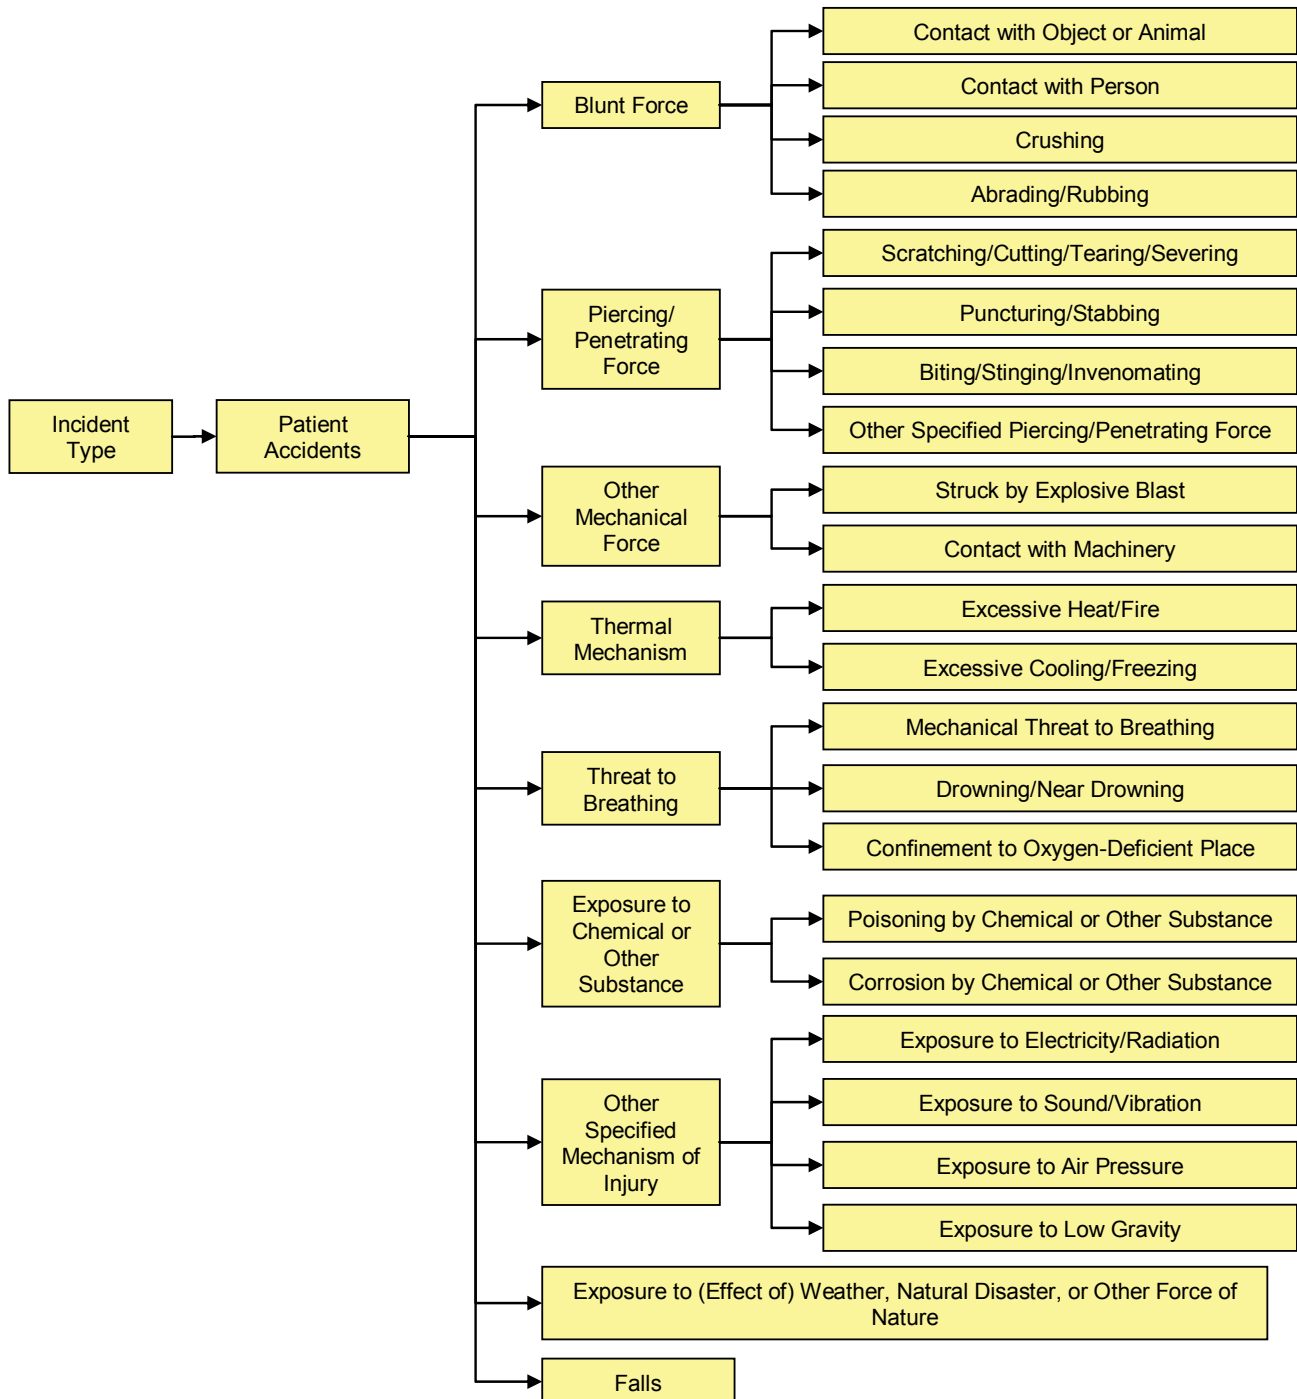 Incident
Type
Patient
Accidents
Blunt Force
Contact with Object or Animal
Contact with Person
Crushing
Abrading/Rubbing
Piercing/
Penetrating
Force
Scratching/Cutting/Tearing/Severing
Puncturing/Stabbing
Biting/Stinging/Invenomating
Other Specified Piercing/Penetrating Force
Other
Mechanical
Force
Struck by Explosive Blast
Contact with Machinery
Thermal
Mechanism
Excessive Heat/Fire
Excessive Cooling/Freezing
Threat to
Breathing
Mechanical Threat to Breathing
Drowning/Near Drowning
Confinement to Oxygen-Deficient Place
Exposure to
Chemical or
Other
Substance
Poisoning by Chemical or Other Substance
Corrosion by Chemical or Other Substance
Other
Specified
Mechanism of
Injury
Exposure to Electricity/Radiation
Exposure to Sound/Vibration
Exposure to Air Pressure
Exposure to Low Gravity
Exposure to (Effect of) Weather, Natural Disaster, or Other Force of
Nature
Falls